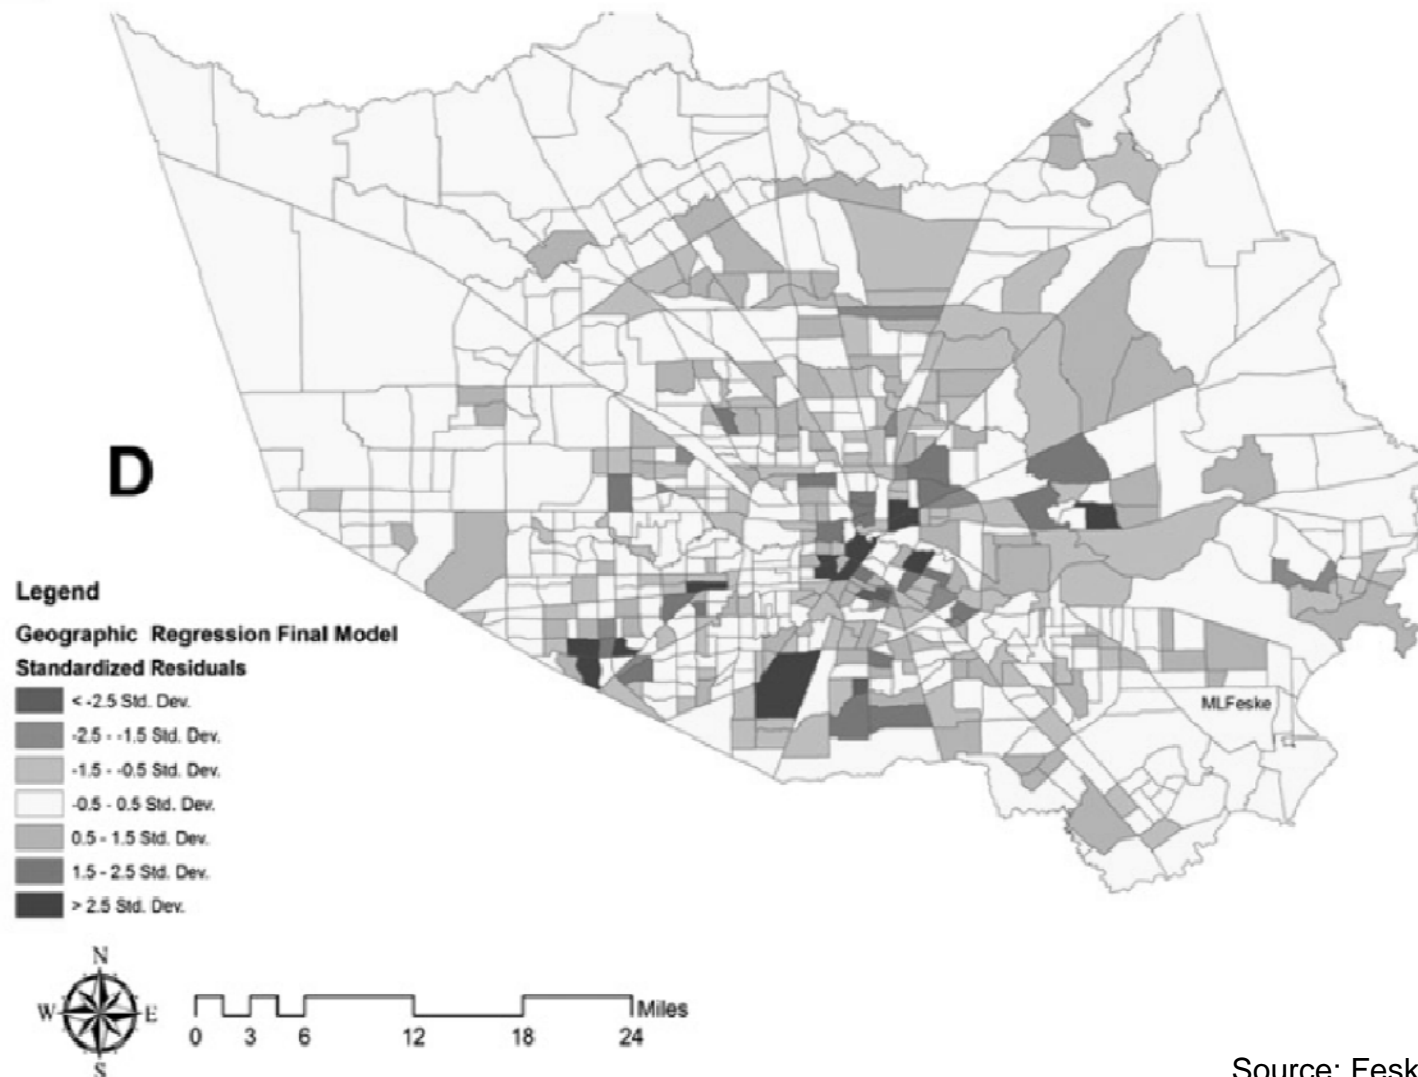 D
Legend
Geographic Regression Final Model
Standardized Residuals
< -2.5 Std. Dev.
-2.5 - -1.5 Std. Dev.
-1.5 - -0.5 Std. Dev.
-0.5 - 0.5 Std. Dev.
0.5 - 1.5 Std. Dev.
1.5 - 2.5 Std. Dev.
> 2.5 Std. Dev.
MLFeske
N
W E
S
Miles
0 3 6 12 18 24
Source: Fesk